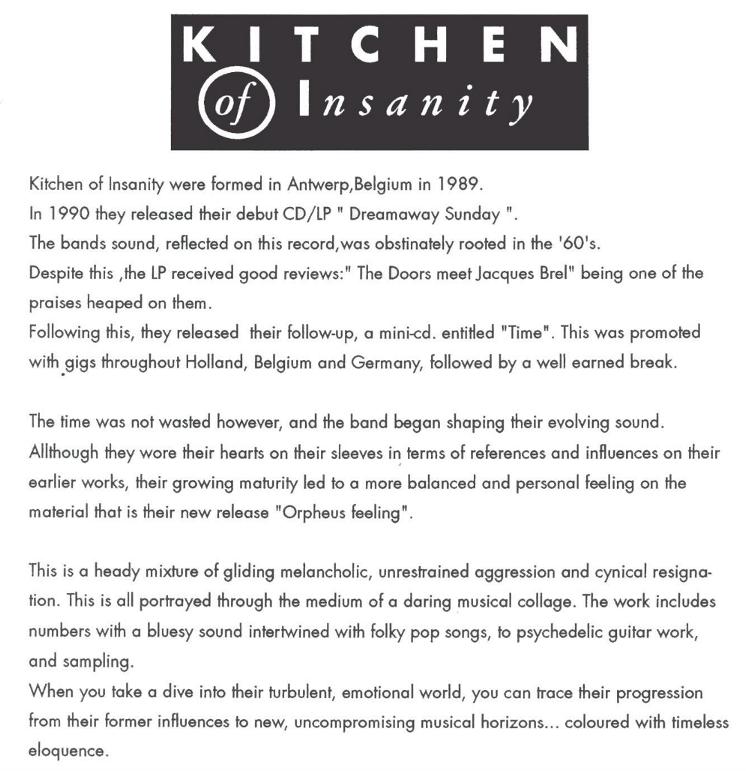 KITCHEN
of Insanity
Kitchen of Insanity were formed in Antwerp,Belgium in 1989.
In 1990 they released their debut CD/LP " Dreamaway Sunday ".
The bands sound, reflected on this record,was obstinately rooted in the '60's.
Despite this ,the LP received good reviews:" The Doors meet Jacques Brel" being one of the
praises heaped on them.
Following this, they released  their follow-up, a mini-cd. entitled "Time". This was promoted
with gigs throughout Holland, Belgium and Germany, followed by a well earned break.

The time was not wasted however, and the band began shaping their evolving sound.
Allthough they wore their hearts on their sleeves in terms of references and influences on their
earlier works, their growing maturity led to a more balanced and personal feeling on the
material that is their new release "Orpheus feeling".

This is a heady mixture of gliding melancholic, unrestrained aggression and cynical resigna-
tion. This is all portrayed through the medium of a daring musical collage. The work includes
numbers with a bluesy sound intertwined with folky pop songs, to psychedelic guitar work,
and sampling.
When you take a dive into their turbulent, emotional world, you can trace their progression
from their former influences to new, uncompromising musical horizons... coloured with timeless
eloquence.